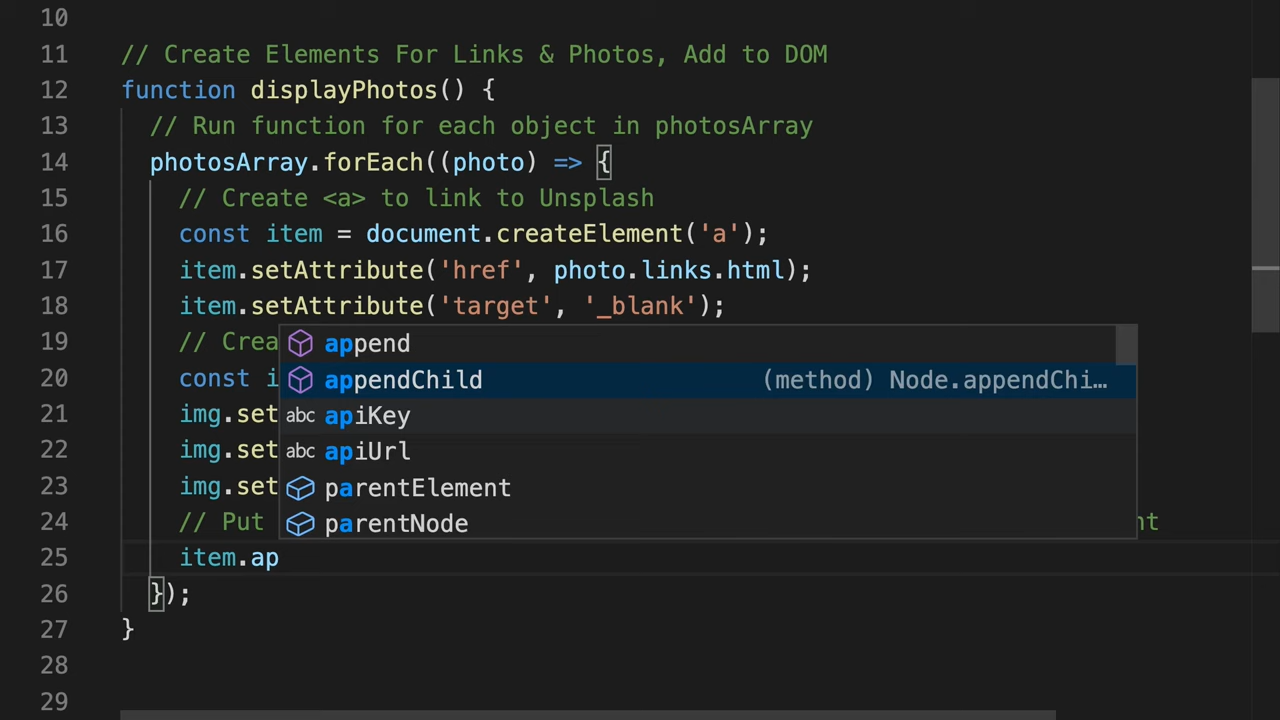 10
11 // Create Elements For Links & Photos, Add to DOM
12 function displayPhotos() {
13 // Run function for each object in photosArray
14 photosArray.forEach((photo) => {
15 // Create <a> to link to Unsplash
16 const item = document.createElement('a');
17 item.setAttribute('href', photo.links.html);
18 item.setAttribute('target', '_blank');
19 // Crea
append
20 const i
appendChild (method) Node.appendChi…
21 img.set
abc apiKey
22 img.set
abc apiUrl
23 img.set
parentElement
24 // Put
parentNode
nt
25 item.ap
26 });
27 }
28
29